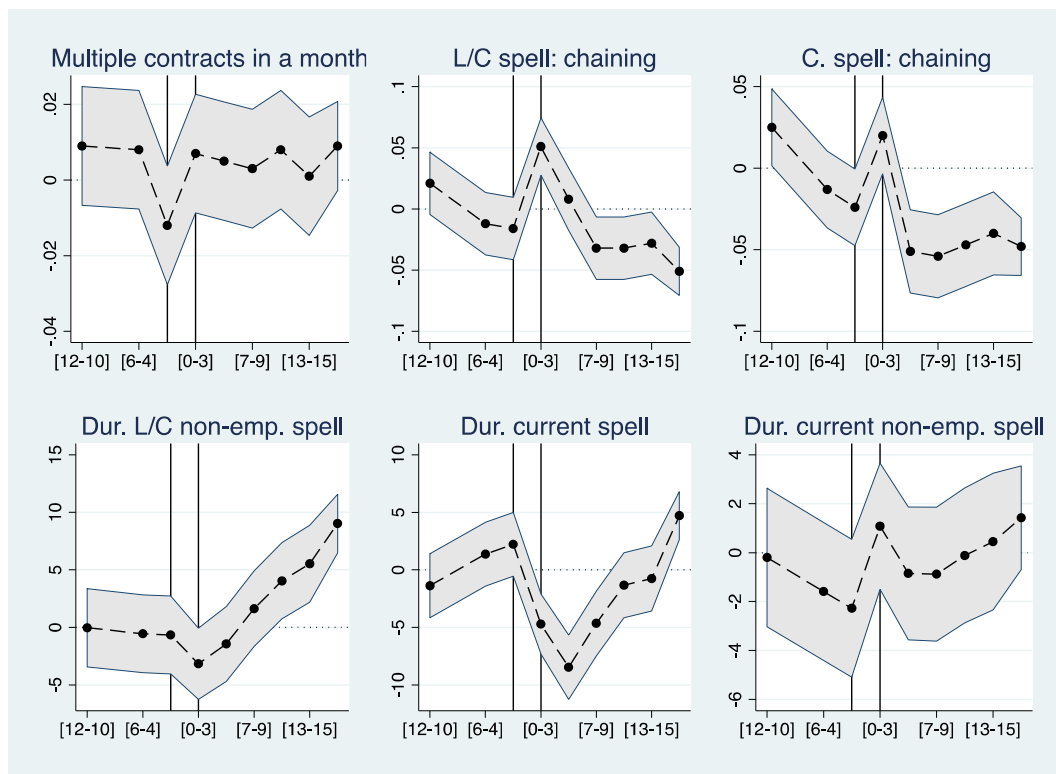 Multiple contracts in a month
.02
0
-.02
-.04
[12-10] [6-4] [0-3] [7-9] [13-15]
L/C spell: chaining
.1
.05
0
-.05
-.1
[12-10] [6-4] [0-3] [7-9] [13-15]
C. spell: chaining
.05
0
-.05
-.1
[12-10] [6-4] [0-3] [7-9] [13-15]
Dur. L/C non-emp. spell
15
10
5
0
-5
[12-10] [6-4] [0-3] [7-9] [13-15]
Dur. current spell
10
5
0
-5
-10
[12-10] [6-4] [0-3] [7-9] [13-15]
Dur. current non-emp. spell
4
2
0
-2
-4
-6
[12-10] [6-4] [0-3] [7-9] [13-15]